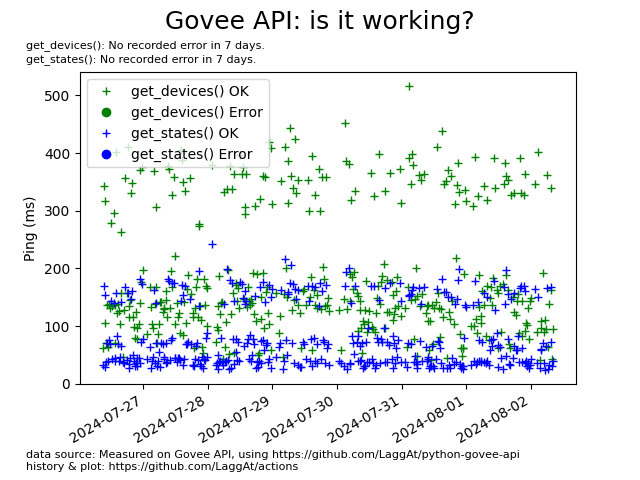 Govee API: is it working?
get_devices(): No recorded error in 7 days.
get_states(): No recorded error in 7 days.
get_devices() OK
get_devices() Error
get_states() OK
get_states() Error
Ping (ms)
500
400
300
200
100
0
2024-07-27
2024-07-28
2024-07-29
2024-07-30
2024-07-31
2024-08-01
2024-08-02
data source: Measured on Govee API, using https://github.com/LaggAt/python-govee-api
history & plot: https://github.com/LaggAt/actions